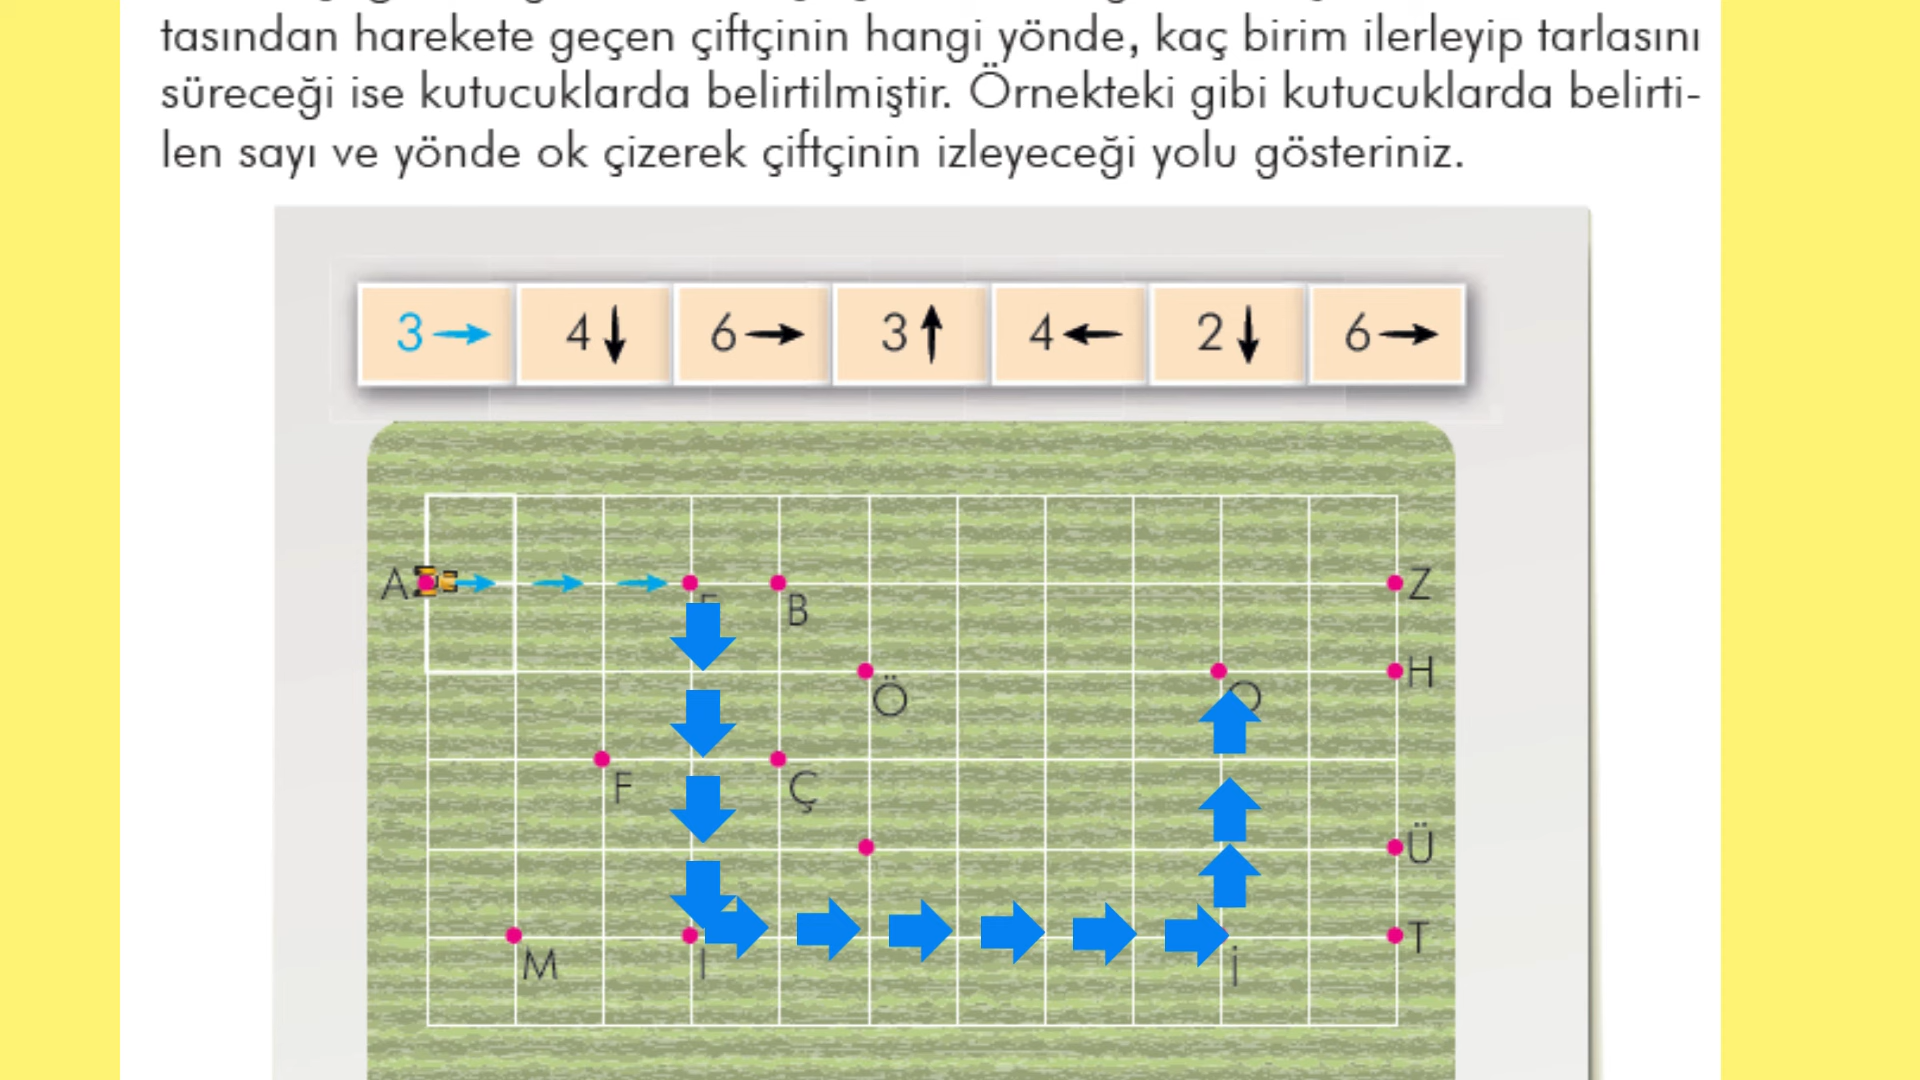 tasından harekete geçen çiftçinin hangi yönde, kaç birim ilerleyip tarlasını
süreceği ise kutucuklarda belirtilmiştir. Örnekteki gibi kutucuklarda belirti-
len sayı ve yönde ok çizerek çiftçinin izleyeceği yolu gösteriniz.
3 → 4 ↓ 6 → 3 ↑ 4 ← 2 ↓ 6 →
A Z
B
H
Ö O
F Ç
Ü
T
M I İ